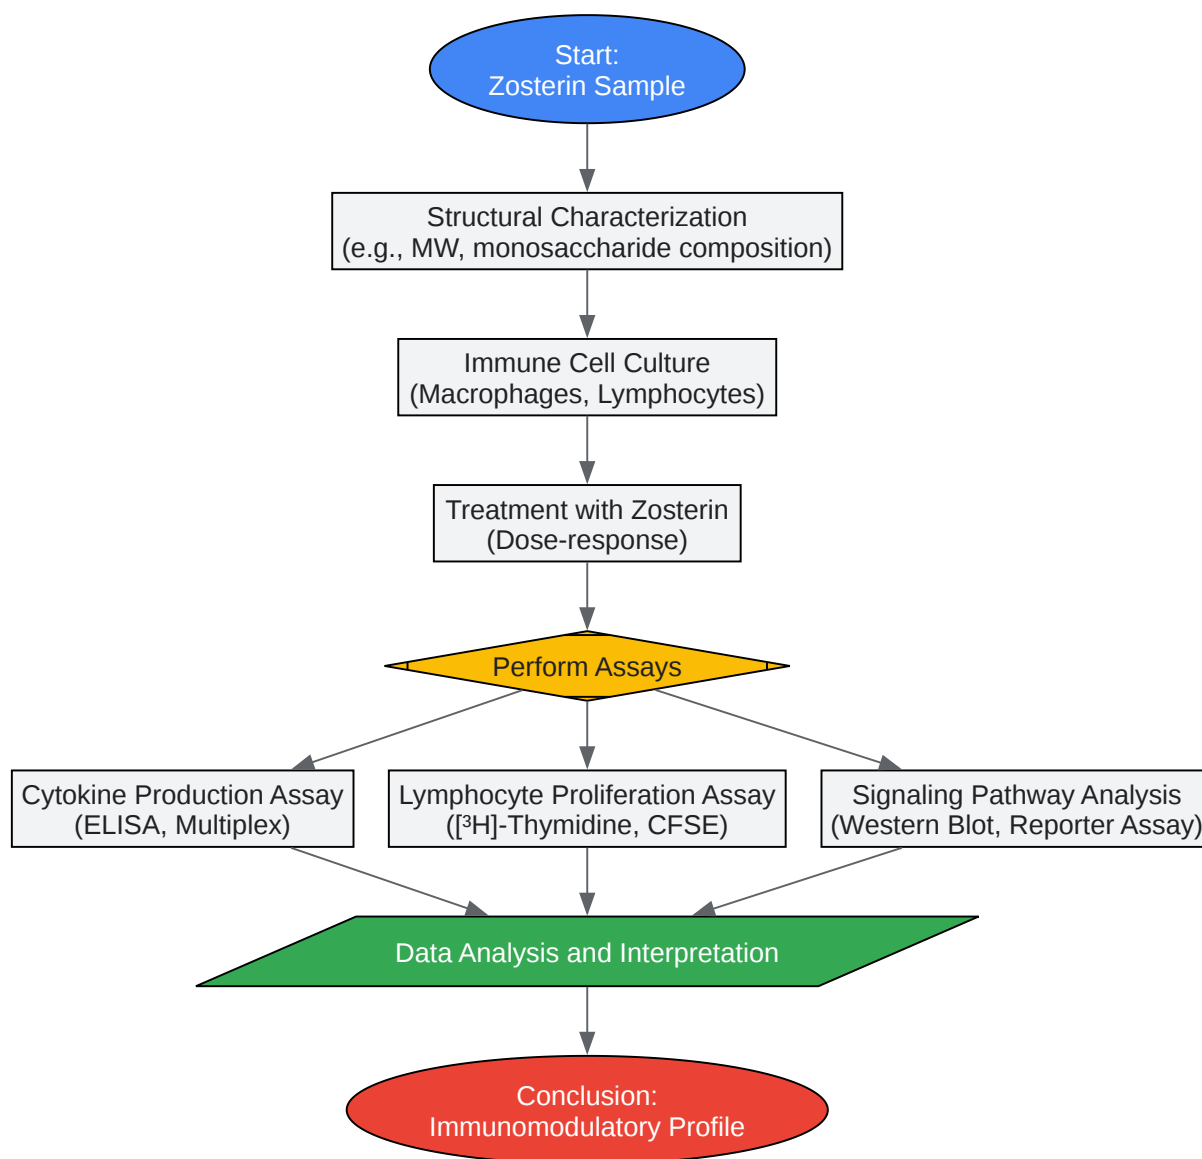 Start:
Zosterin Sample
Structural Characterization
(e.g., MW, monosaccharide composition)
Immune Cell Culture
(Macrophages, Lymphocytes)
Treatment with Zosterin
(Dose-response)
Perform Assays
Cytokine Production Assay
(ELISA, Multiplex)
Lymphocyte Proliferation Assay
([³H]-Thymidine, CFSE)
Signaling Pathway Analysis
(Western Blot, Reporter Assay)
Data Analysis and Interpretation
Conclusion:
Immunomodulatory Profile